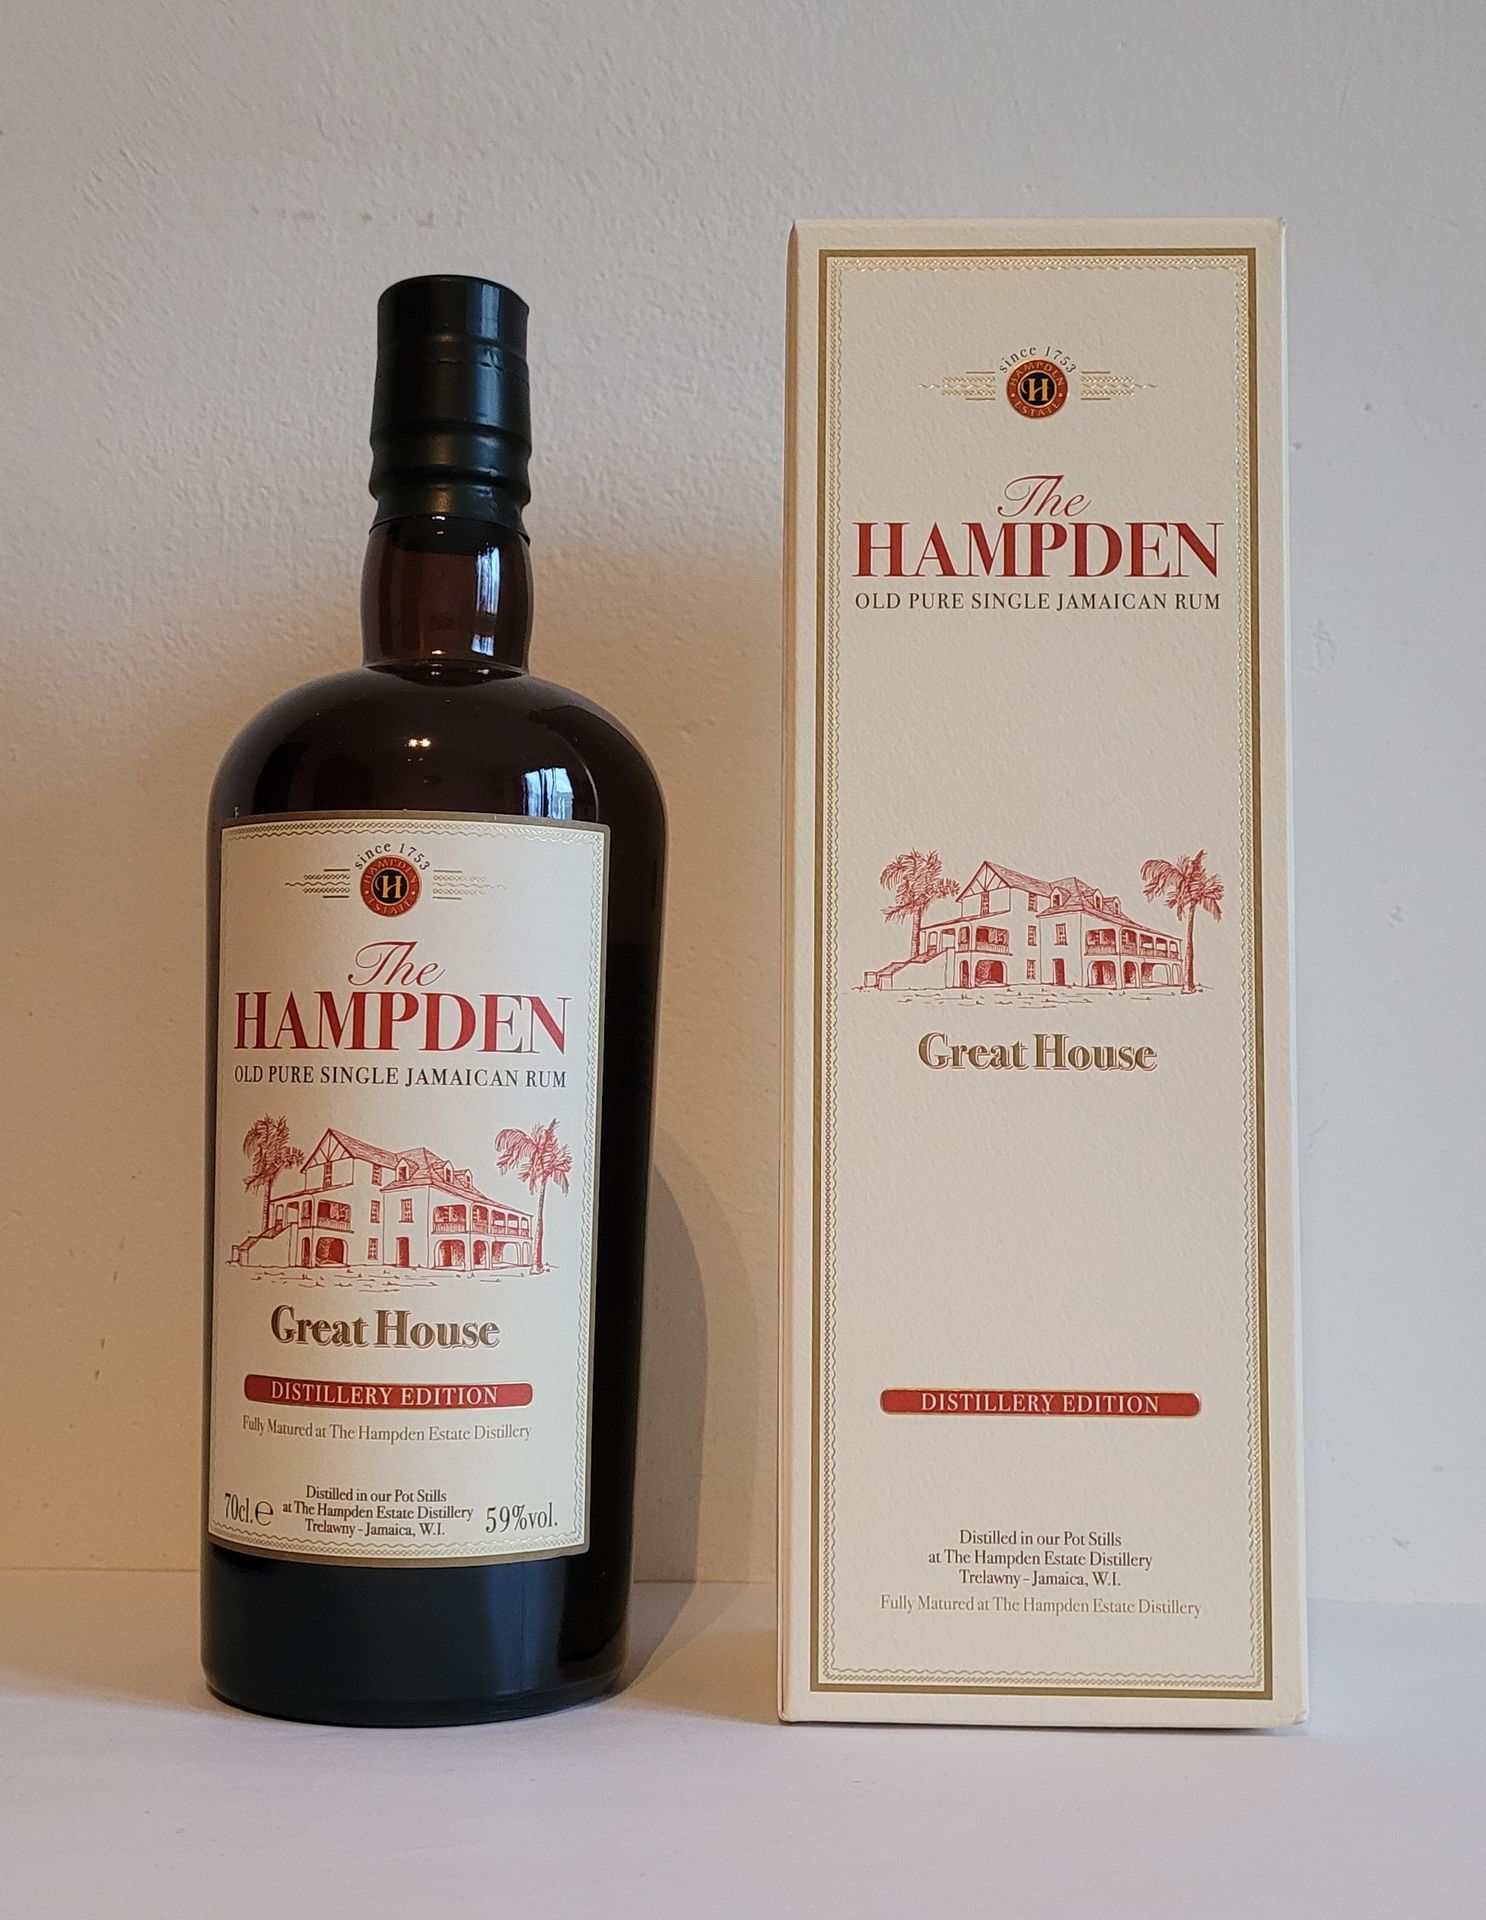 since 1753
HAMPDEN
H
ESTATE
The
HAMPDEN
OLD PURE SINGLE JAMAICAN RUM
Great House
DISTILLERY EDITION
Fully Matured at The Hampden Estate Distillery
70cl.e
Distilled in our Pot Stills
at The Hampden Estate Distillery
Trelawny - Jamaica, W.I.
59%vol.
since 1753
HAMPDEN
H
ESTATE
The
HAMPDEN
OLD PURE SINGLE JAMAICAN RUM
Great House
DISTILLERY EDITION
Distilled in our Pot Stills
at The Hampden Estate Distillery
Trelawny - Jamaica, W.I.
Fully Matured at The Hampden Estate Distillery